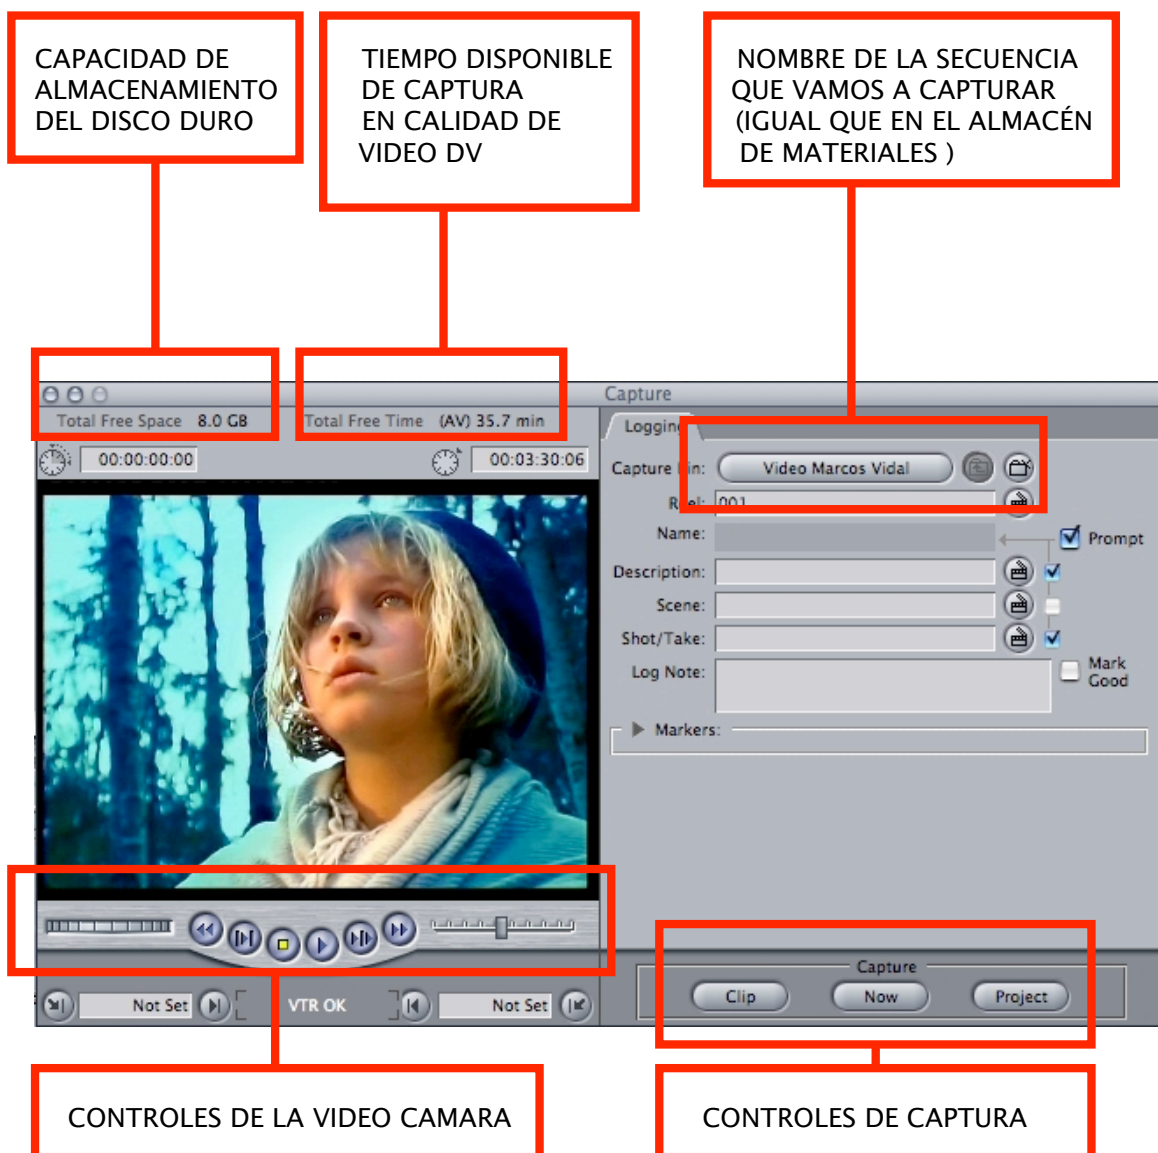 CAPACIDAD DE
ALMACENAMIENTO
DEL DISCO DURO
TIEMPO DISPONIBLE
DE CAPTURA
EN CALIDAD DE
VIDEO DV
NOMBRE DE LA SECUENCIA
QUE VAMOS A CAPTURAR
(IGUAL QUE EN EL ALMACÉN
DE MATERIALES )
Capture
Total Free Space 8.0 GB
Total Free Time (AV) 35.7 min
00:00:00:00
00:03:30:06
Logging
Capture Bin: Video Marcos Vidal
Reel: 001
Name:
Prompt
Description:
Scene:
Shot/Take:
Log Note:
Mark
Good
Markers:
Not Set
VTR OK
Not Set
Capture
Clip
Now
Project
CONTROLES DE LA VIDEO CAMARA
CONTROLES DE CAPTURA